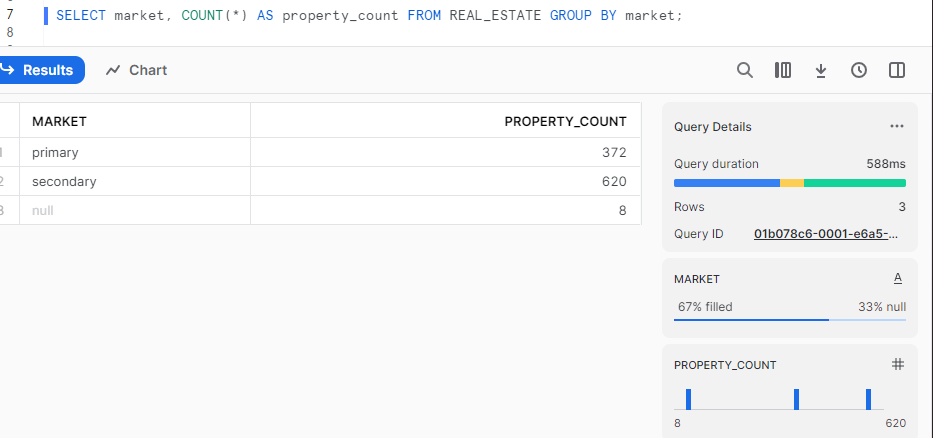 7 SELECT market, COUNT(*) AS property_count FROM REAL_ESTATE GROUP BY market;
8
Results Chart
MARKET PROPERTY_COUNT
1 primary 372
2 secondary 620
3 null 8
Query Details ...
Query duration 588ms
Rows 3
Query ID 01b078c6-0001-e6a5-...
MARKET A
67% filled 33% null
PROPERTY_COUNT #
8 620